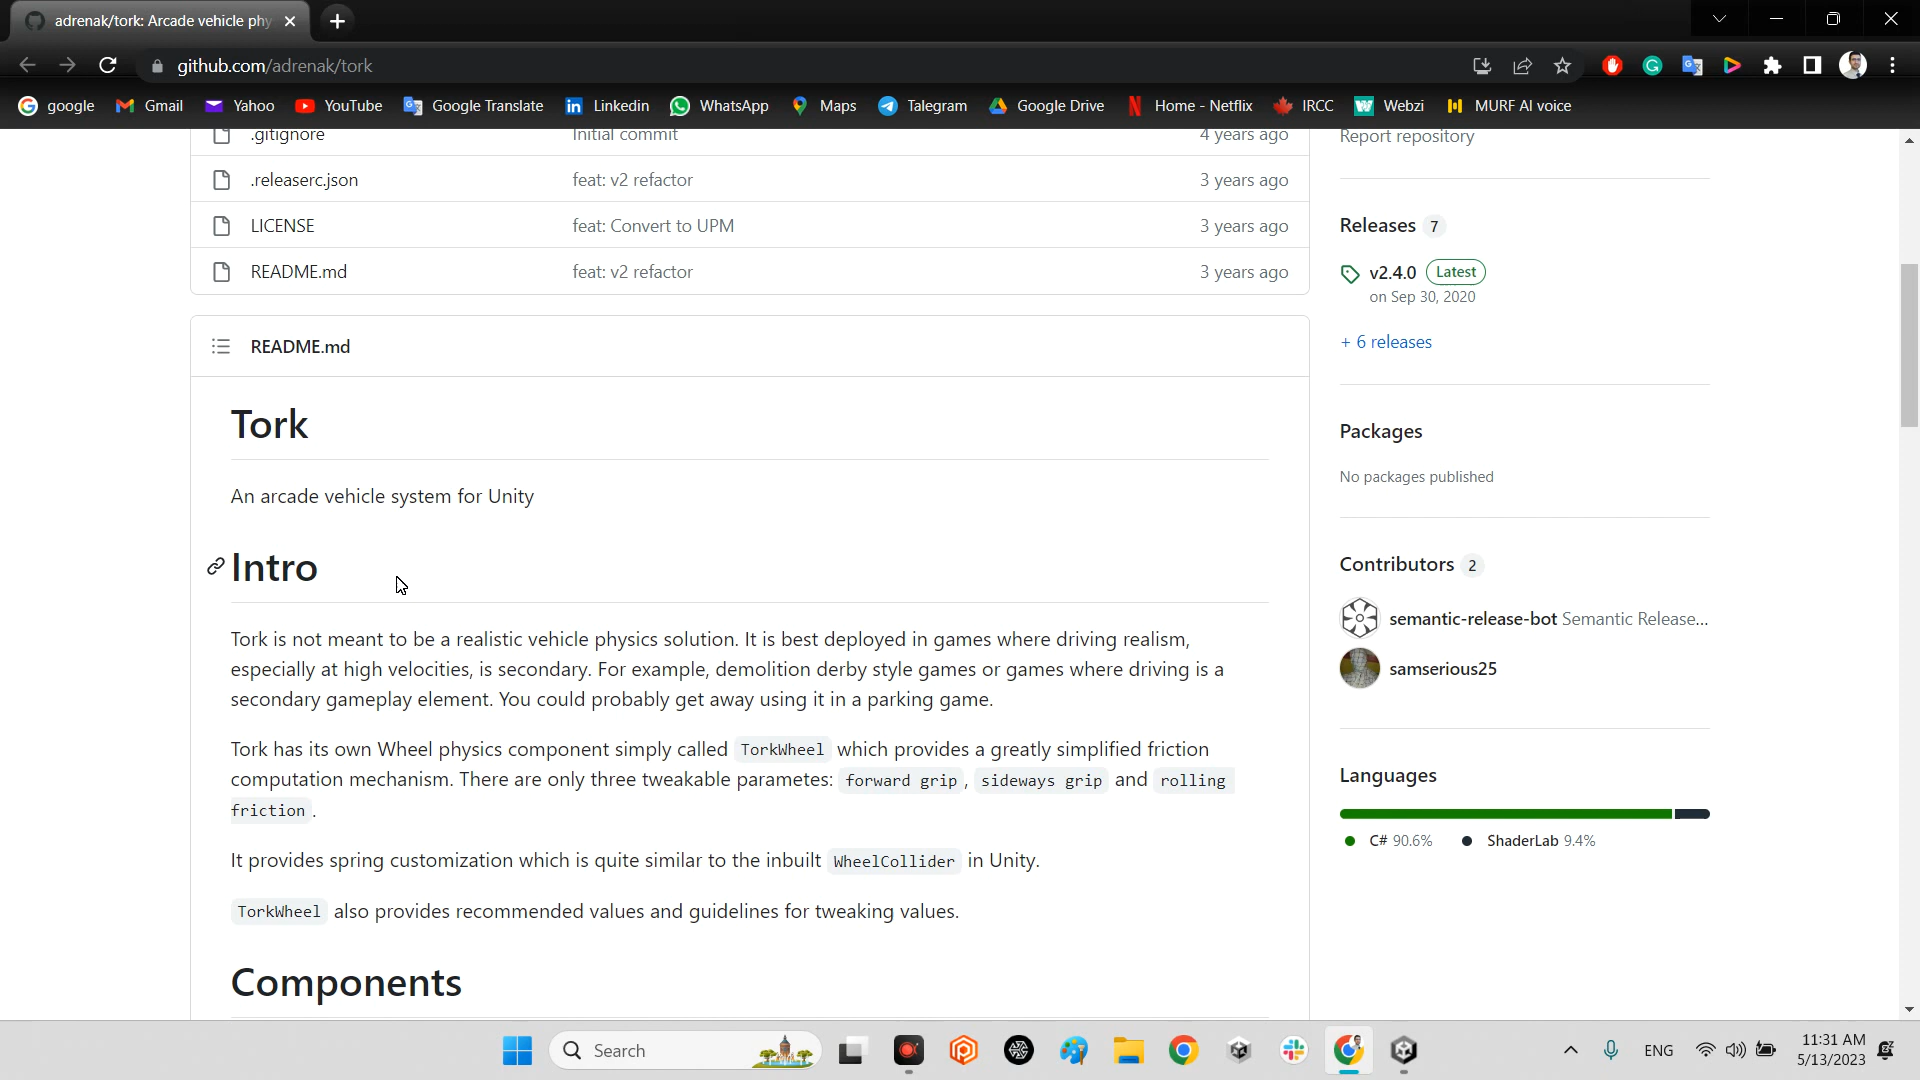 adrenak/tork: Arcade vehicle phy
github.com/adrenak/tork
google Gmail Yahoo YouTube Google Translate Linkedin WhatsApp Maps Telegram Google Drive Home - Netflix IRCC Webzi MURF AI voice
.gitignore Initial commit 4 years ago
.releaserc.json feat: v2 refactor 3 years ago
LICENSE feat: Convert to UPM 3 years ago
README.md feat: v2 refactor 3 years ago
README.md
Tork
An arcade vehicle system for Unity
Intro
Tork is not meant to be a realistic vehicle physics solution. It is best deployed in games where driving realism,
especially at high velocities, is secondary. For example, demolition derby style games or games where driving is a
secondary gameplay element. You could probably get away using it in a parking game.
Tork has its own Wheel physics component simply called TorkWheel which provides a greatly simplified friction
computation mechanism. There are only three tweakable parametes: forward grip, sideways grip and rolling
friction.
It provides spring customization which is quite similar to the inbuilt WheelCollider in Unity.
TorkWheel also provides recommended values and guidelines for tweaking values.
Components
Report repository
Releases 7
v2.4.0 Latest
on Sep 30, 2020
+ 6 releases
Packages
No packages published
Contributors 2
semantic-release-bot Semantic Release...
samserious25
Languages
C# 90.6% ShaderLab 9.4%
Search
ENG
11:31 AM
5/13/2023